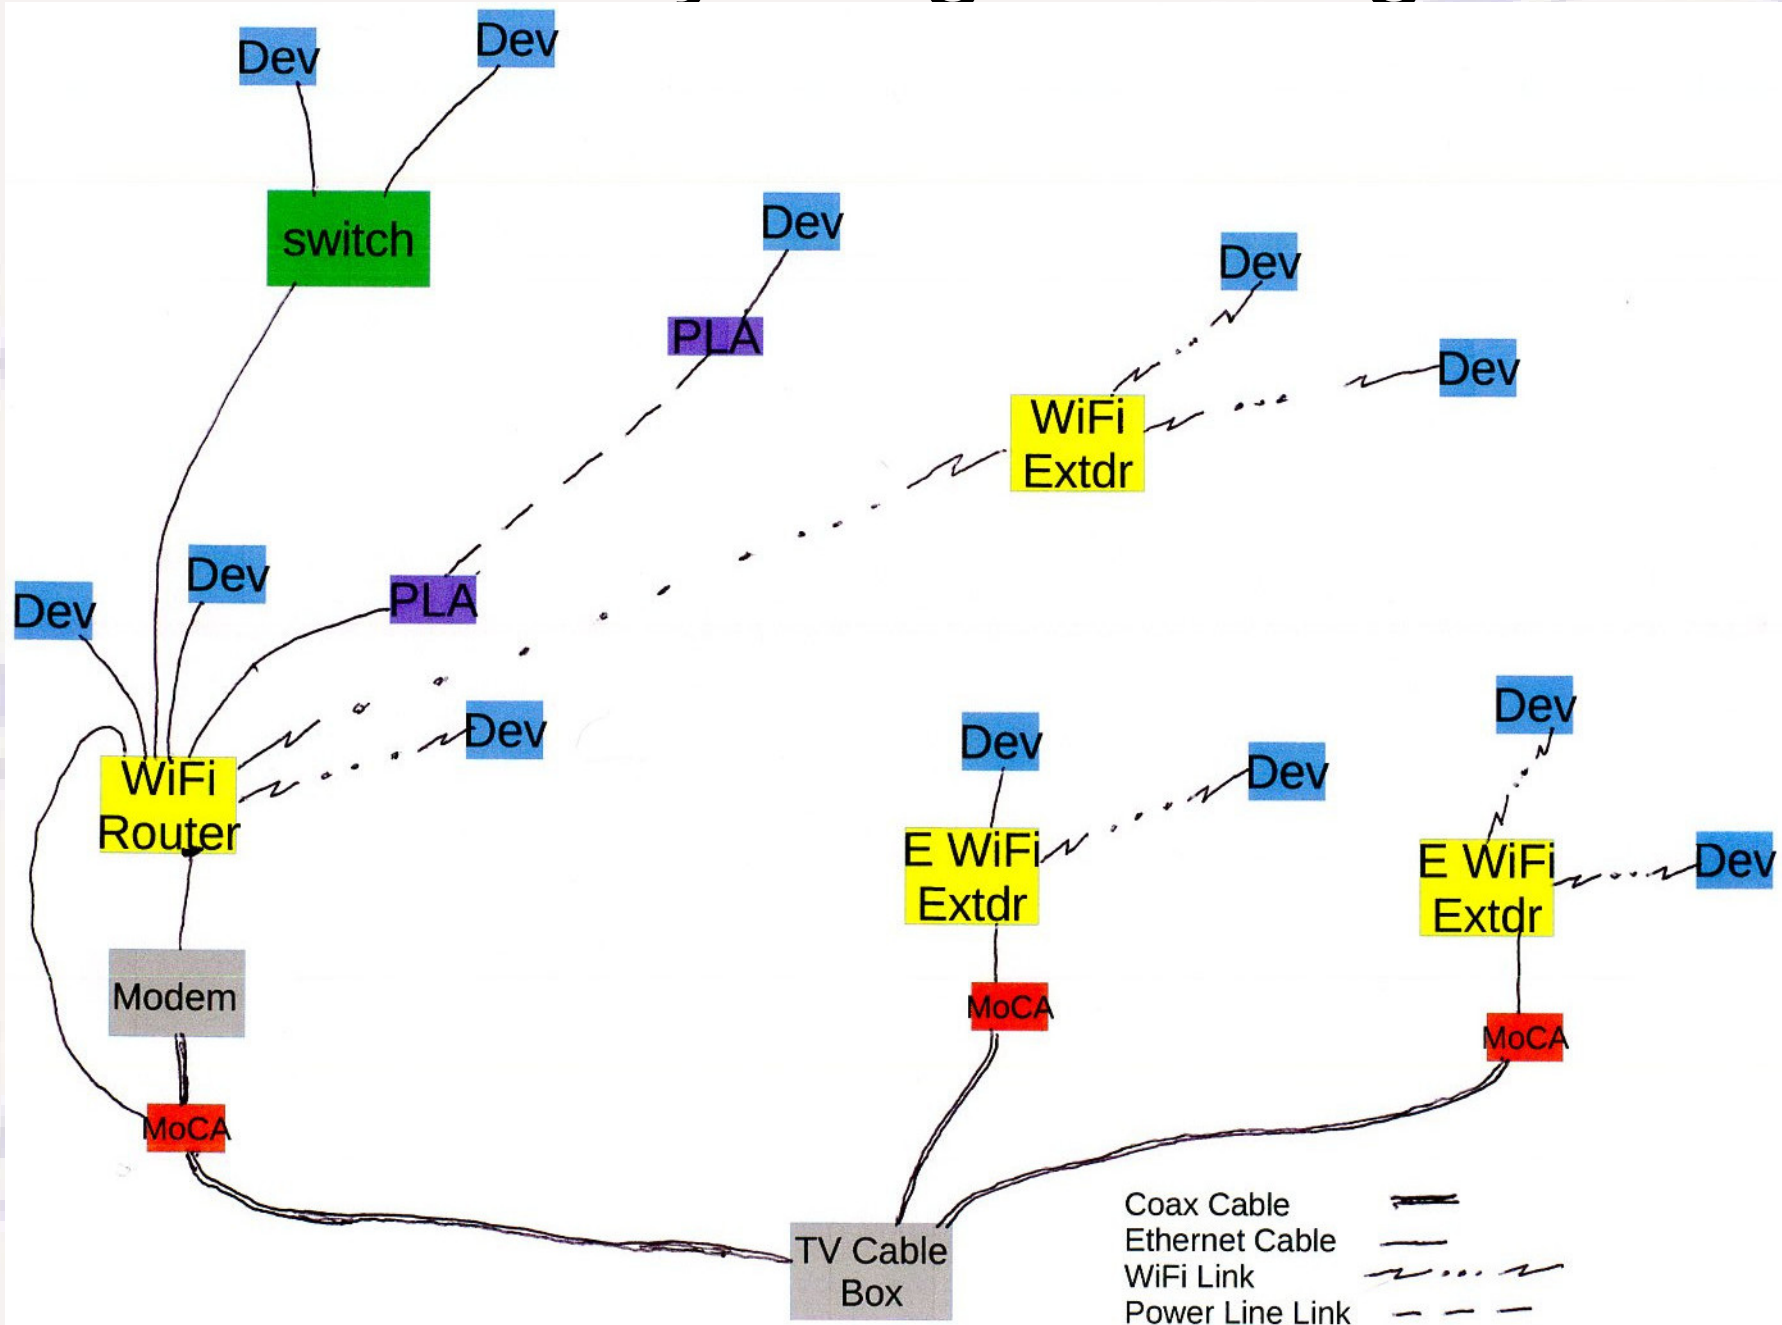 Dev
Dev
switch
Dev
Dev
PLA
Dev
WiFi
Extdr
Dev
Dev
PLA
Dev
Dev
Dev
Dev
WiFi
Router
E WiFi
Extdr
E WiFi
Extdr
Dev
Modem
MoCA
MoCA
MoCA
TV Cable
Box
Coax Cable
Ethernet Cable
WiFi Link
Power Line Link